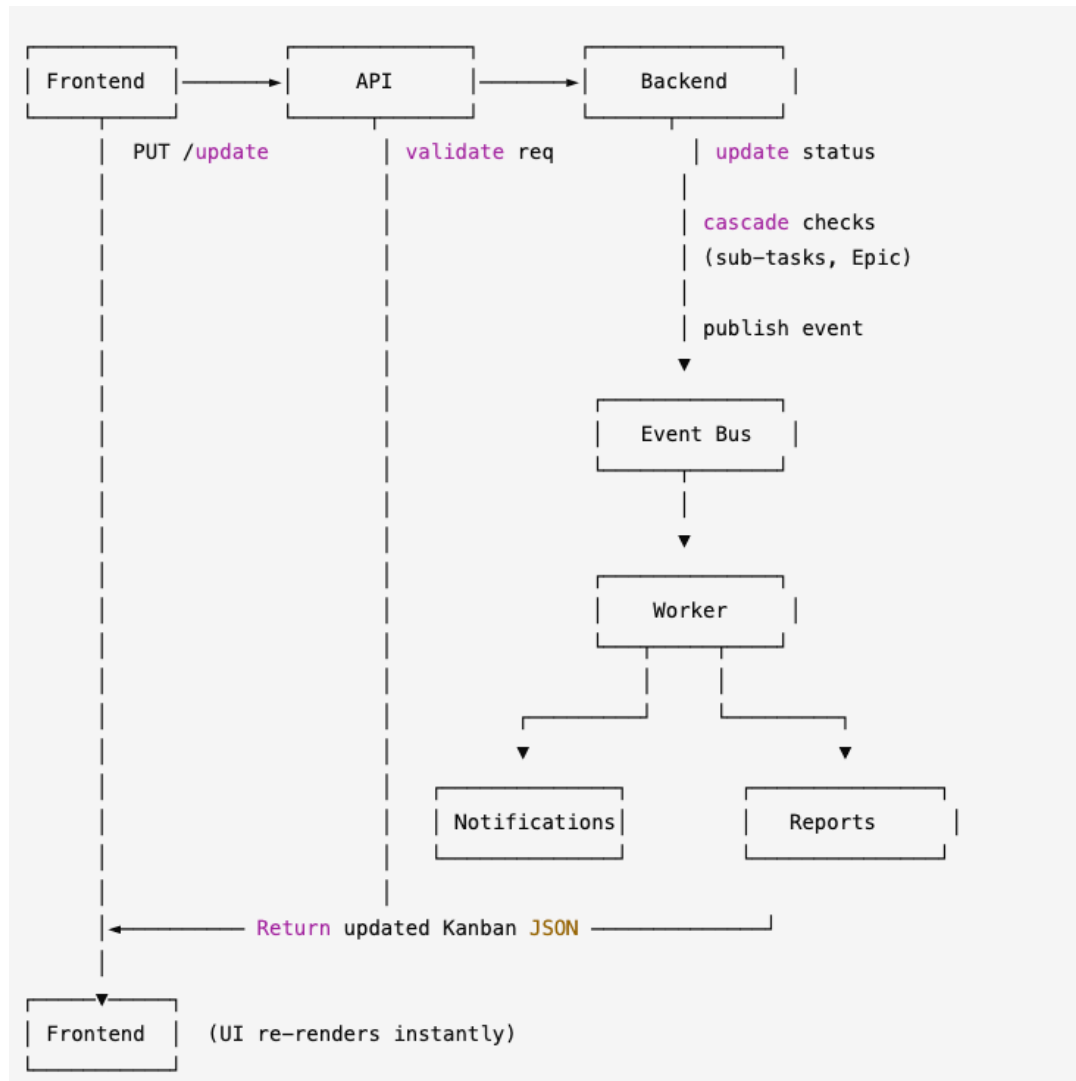 Frontend API Backend
PUT /update validate req update status
cascade checks
(sub-tasks, Epic)
publish event
Event Bus
Worker
Notifications Reports
Return updated Kanban JSON
Frontend (UI re-renders instantly)